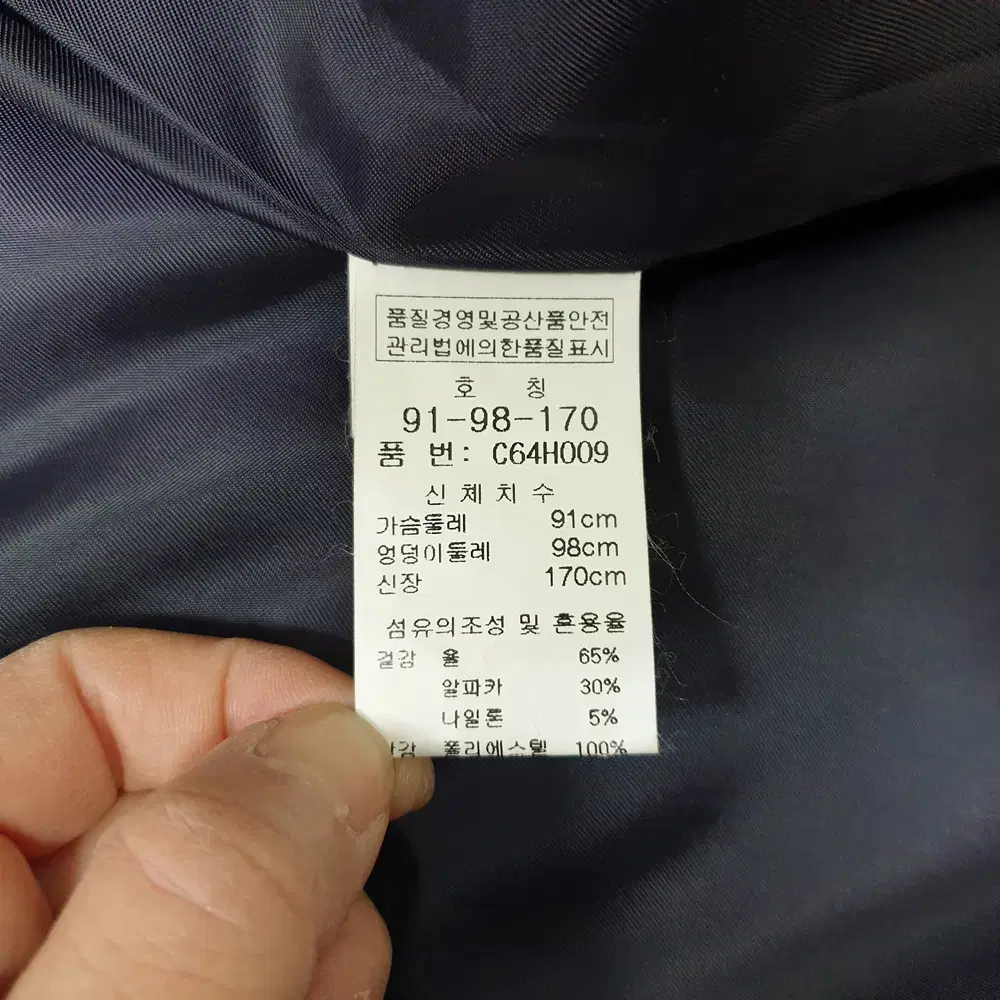 품질경영및공산품안전
관리법에의한품질표시
호 칭
91-98-170
품 번: C64H009
신체치수
가슴둘레 91cm
엉덩이둘레 98cm
신장 170cm
섬유의조성 및 혼용율
겉감 울 65%
알파카 30%
나일론 5%
폴리에스텔 100%